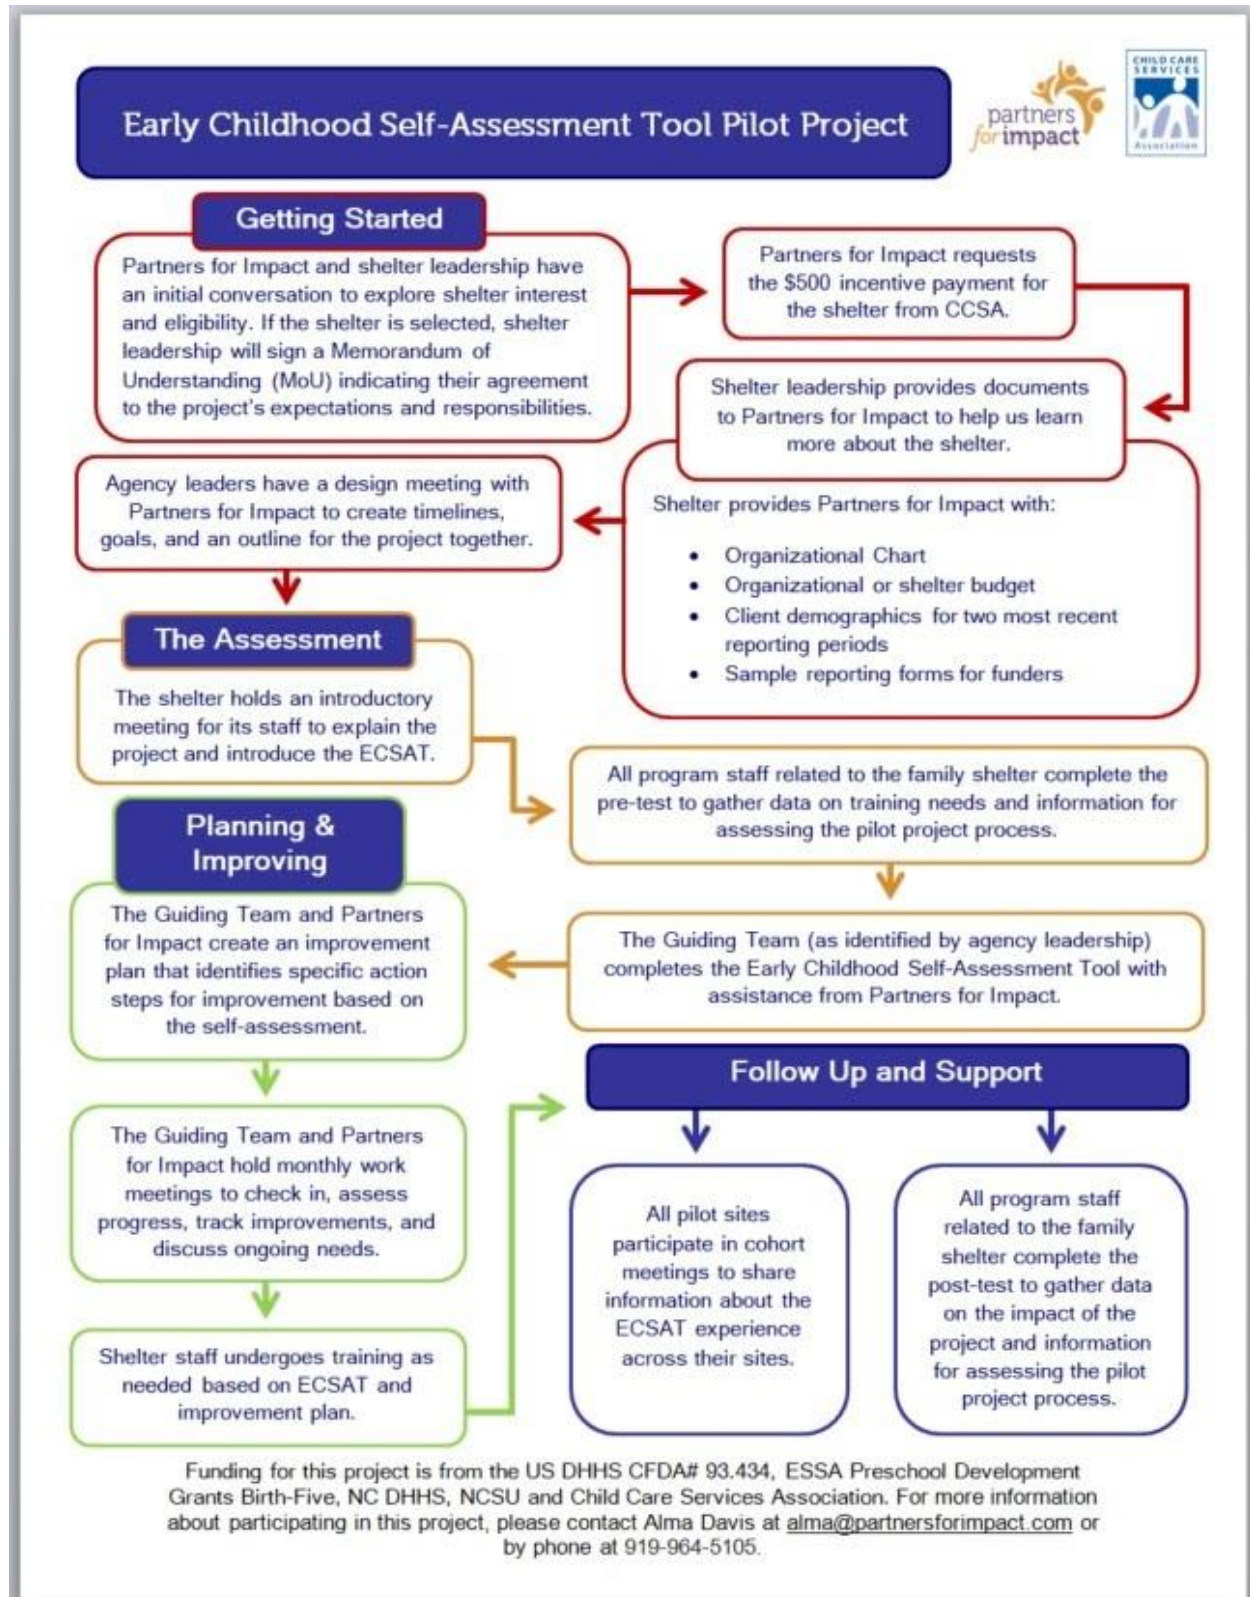 Early Childhood Self-Assessment Tool Pilot Project
partners
for impact
CHILD CARE
SERVICES
Association
Getting Started
Partners for Impact and shelter leadership have
an initial conversation to explore shelter interest
and eligibility. If the shelter is selected, shelter
leadership will sign a Memorandum of
Understanding (MoU) indicating their agreement
to the project's expectations and responsibilities.
Partners for Impact requests
the $500 incentive payment for
the shelter from CCSA.
Shelter leadership provides documents
to Partners for Impact to help us learn
more about the shelter.
Shelter provides Partners for Impact with:
• Organizational Chart
• Organizational or shelter budget
• Client demographics for two most recent
reporting periods
• Sample reporting forms for funders
Agency leaders have a design meeting with
Partners for Impact to create timelines,
goals, and an outline for the project together.
The Assessment
The shelter holds an introductory
meeting for its staff to explain the
project and introduce the ECSAT.
All program staff related to the family shelter complete the
pre-test to gather data on training needs and information for
assessing the pilot project process.
The Guiding Team (as identified by agency leadership)
completes the Early Childhood Self-Assessment Tool with
assistance from Partners for Impact.
Planning &
Improving
The Guiding Team and Partners
for Impact create an improvement
plan that identifies specific action
steps for improvement based on
the self-assessment.
The Guiding Team and Partners
for Impact hold monthly work
meetings to check in, assess
progress, track improvements, and
discuss ongoing needs.
Shelter staff undergoes training as
needed based on ECSAT and
improvement plan.
Follow Up and Support
All pilot sites
participate in cohort
meetings to share
information about the
ECSAT experience
across their sites.
All program staff
related to the family
shelter complete the
post-test to gather data
on the impact of the
project and information
for assessing the pilot
project process.
Funding for this project is from the US DHHS CFDA# 93.434, ESSA Preschool Development
Grants Birth-Five, NC DHHS, NCSU and Child Care Services Association. For more information
about participating in this project, please contact Alma Davis at alma@partnersforimpact.com or
by phone at 919-964-5105.